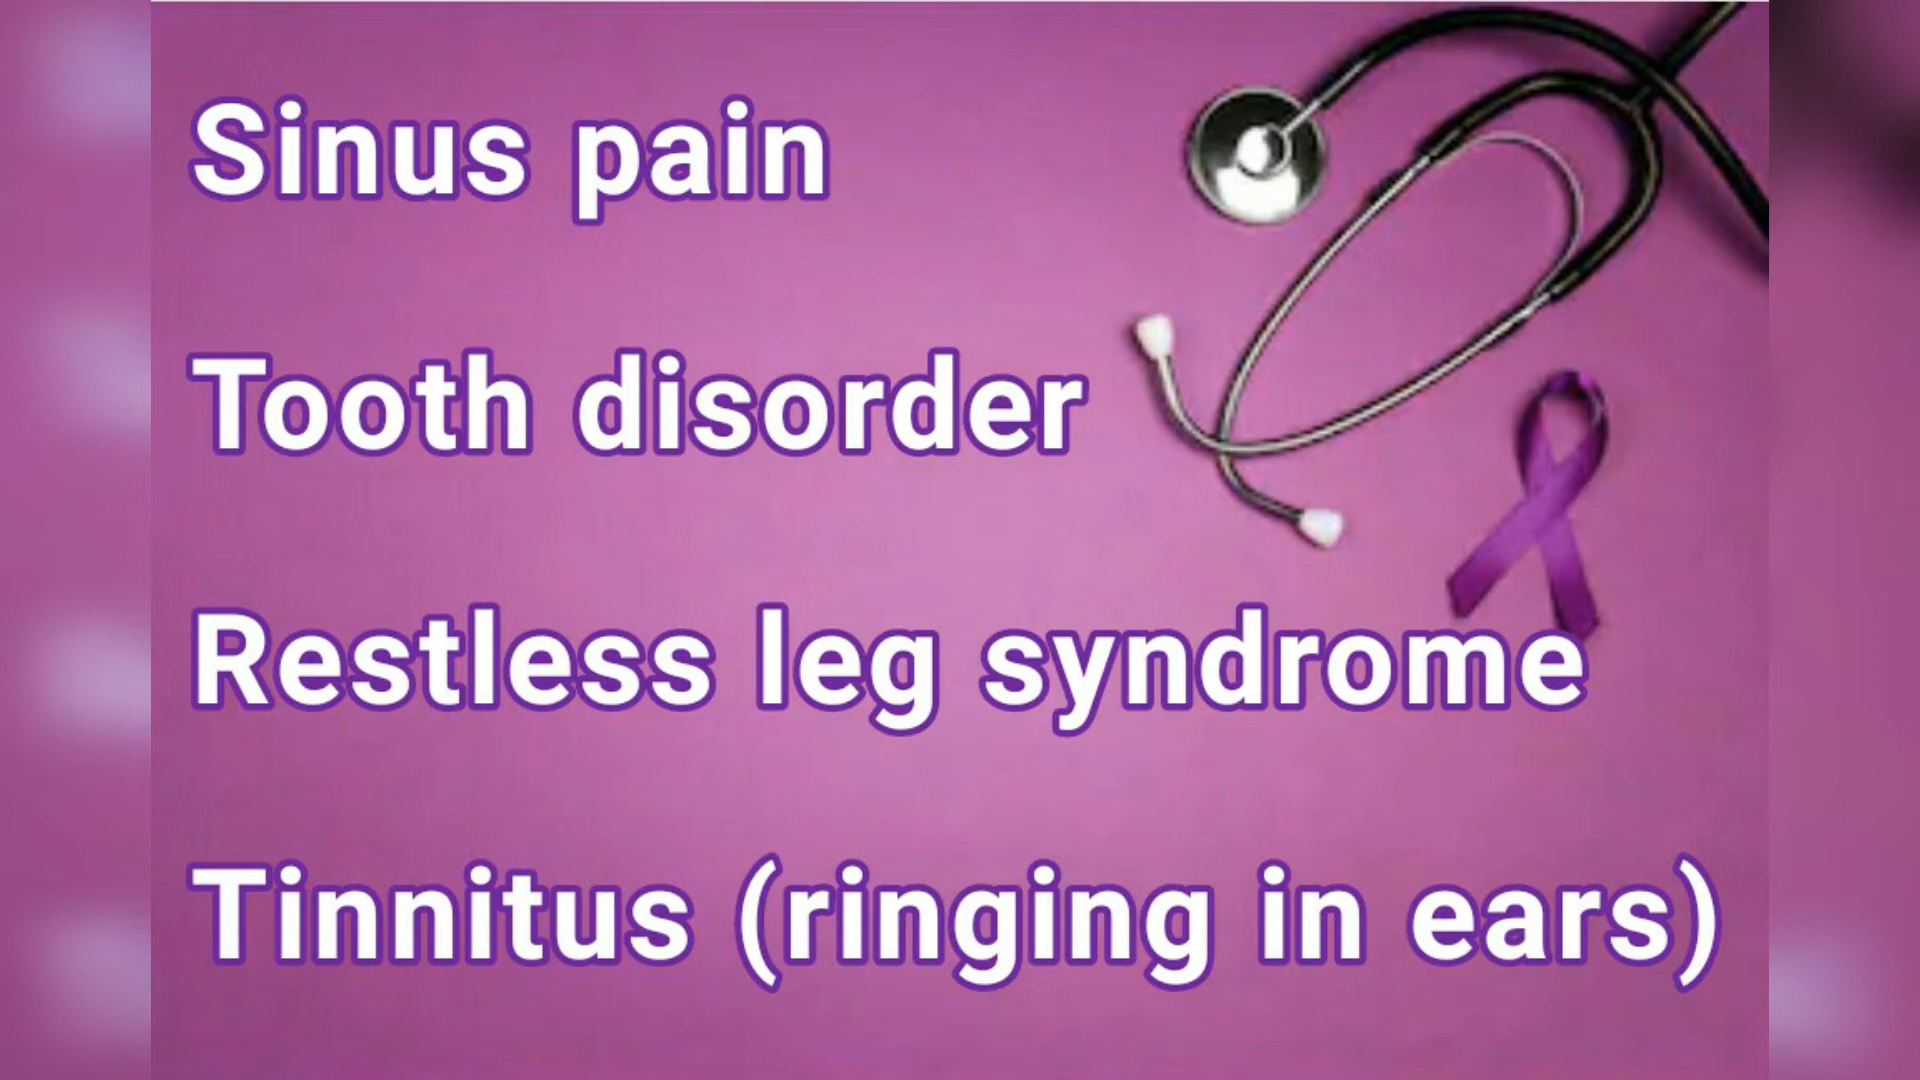 Sinus pain
Tooth disorder
Restless leg syndrome
Tinnitus (ringing in ears)